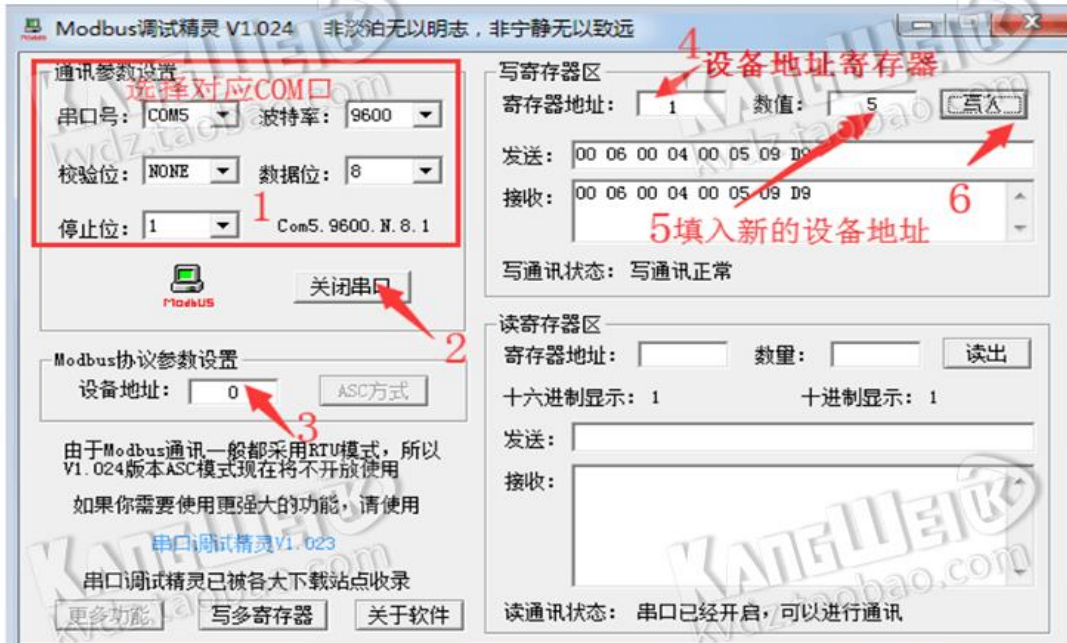 Modbus调试精灵 V1.024 非淡泊无以明志，非宁静无以致远
通讯参数设置
选择对应COM口
串口号： COM5 波特率： 9600
校验位： NONE 数据位： 8
停止位： 1 Com5.9600.N.8.1
1
ModbUS
关闭串口
2
Modbus协议参数设置
设备地址： 0 ASC方式
3
由于Modbus通讯一般都采用RTU模式，所以
V1.024版本ASC模式现在将不开放使用
如果你需要使用更强大的功能，请使用
串口调试精灵V1.023
串口调试精灵已被各大下载站点收录
更多功能 写多寄存器 关于软件
写寄存器区
4设备地址寄存器
寄存器地址： 1 数值： 5 写入
发送： 00 06 00 04 00 05 09 D9
接收： 00 06 00 04 00 05 09 D9
6
5填入新的设备地址
写通讯状态： 写通讯正常
读寄存器区
寄存器地址： 数量： 读出
十六进制显示： 1 十进制显示： 1
发送：
接收：
读通讯状态： 串口已经开启，可以进行通讯
KANGWEIK
kvdz.taobao.com